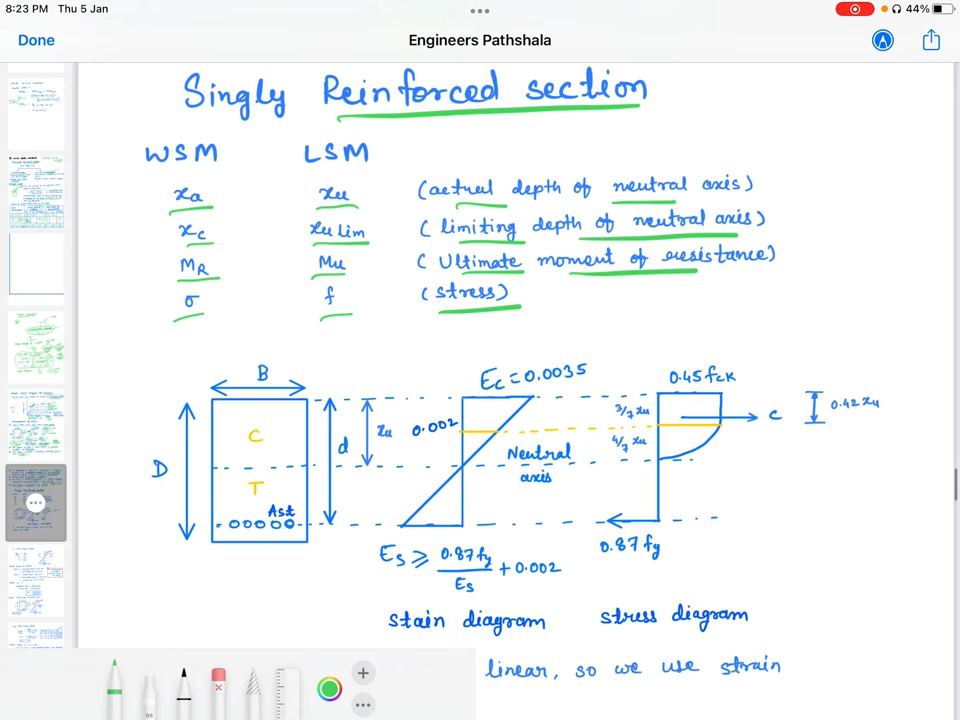 8:23 PM Thu 5 Jan
44%
Done
Engineers Pathshala
Singly Reinforced section
WSM LSM
xa xu (actual depth of neutral axis)
xc xu lim (limiting depth of neutral axis)
MR Mu (Ultimate moment of resistance)
σ f (stress)
B
Ec = 0.0035
0.45 fck
D
C
T
Ast
d
xu
0.002
Neutral
axis
3/7 xu
4/7 xu
C
0.42 xu
Es ≥ 0.87 fy / Es + 0.002
0.87 fy
stain diagram
stress diagram
linear, so we use strain
98